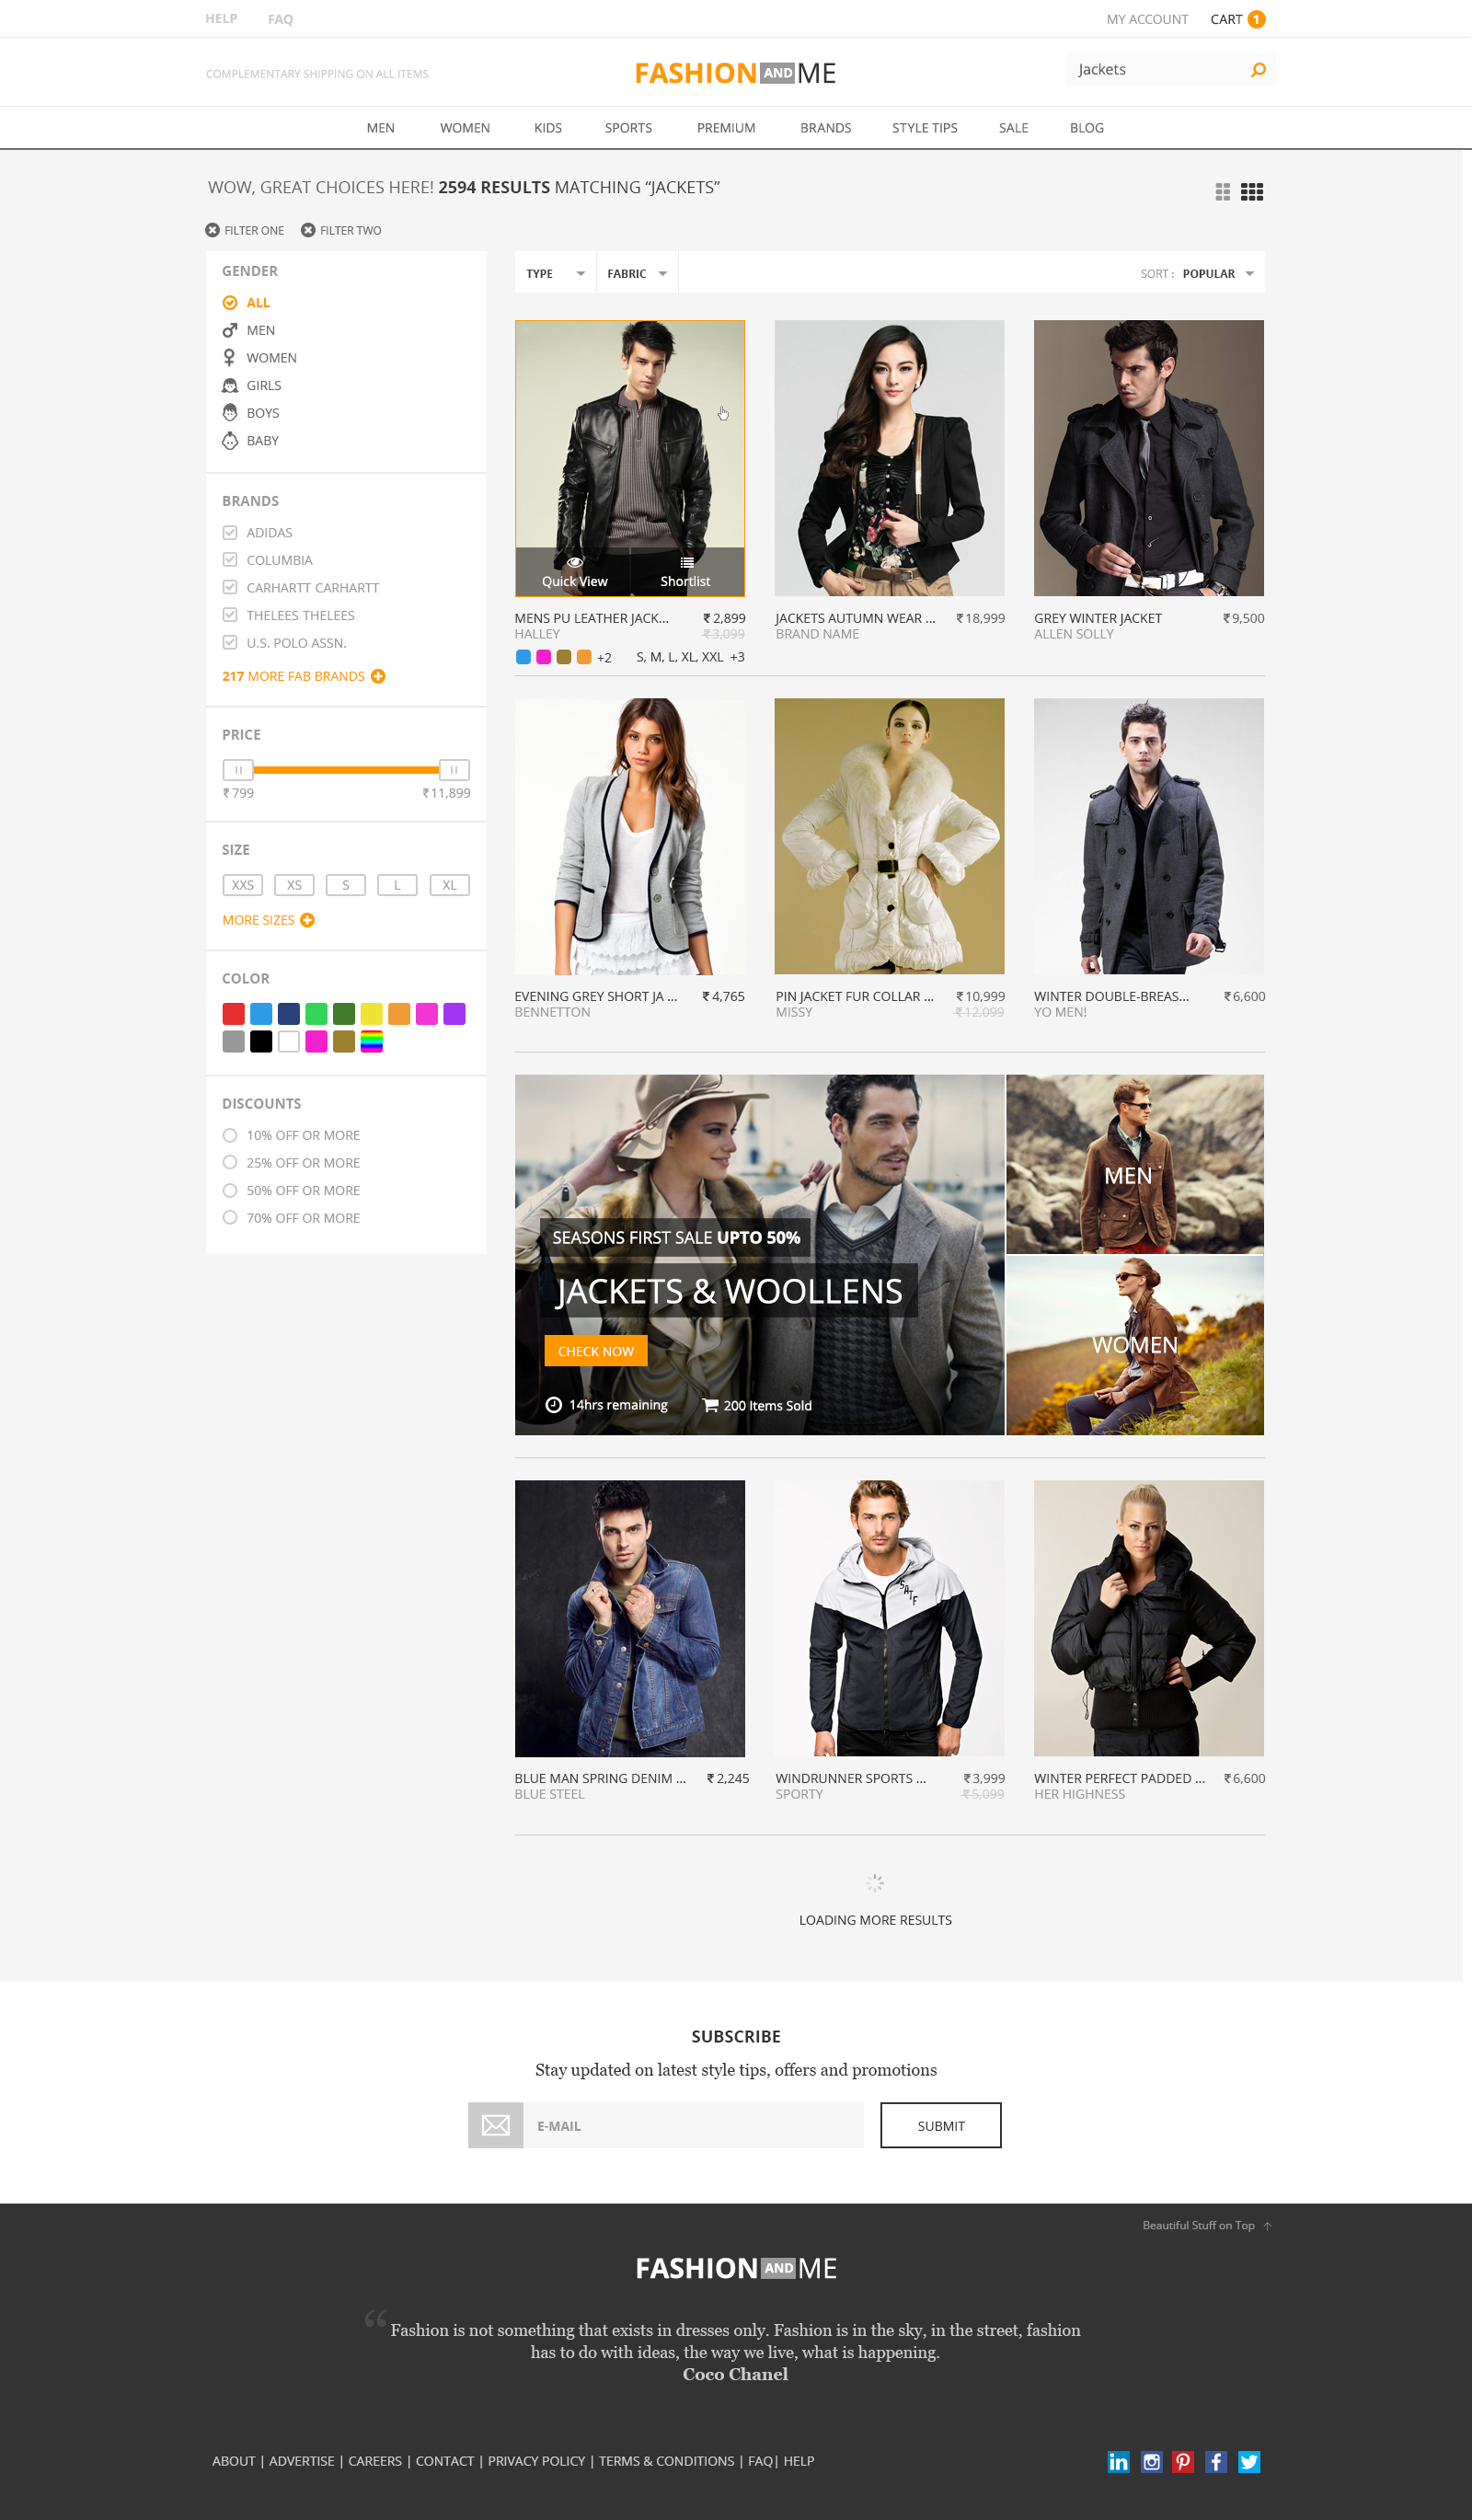 HELP FAQ MY ACCOUNT CART 1
COMPLEMENTARY SHIPPING ON ALL ITEMS
FASHION AND ME
Jackets
MEN WOMEN KIDS SPORTS PREMIUM BRANDS STYLE TIPS SALE BLOG
WOW, GREAT CHOICES HERE! 2594 RESULTS MATCHING “JACKETS”
FILTER ONE FILTER TWO
GENDER
ALL
MEN
WOMEN
GIRLS
BOYS
BABY
BRANDS
ADIDAS
COLUMBIA
CARHARTT CARHARTT
THELEES THELEES
U.S. POLO ASSN.
217 MORE FAB BRANDS
PRICE
₹ 799 ₹ 11,899
SIZE
XXS XS S L XL
MORE SIZES
COLOR
DISCOUNTS
10% OFF OR MORE
25% OFF OR MORE
50% OFF OR MORE
70% OFF OR MORE
TYPE FABRIC SORT : POPULAR
Quick View Shortlist
MENS PU LEATHER JACK... ₹ 2,899
HALLEY ₹ 3,099
+2 S, M, L, XL, XXL +3
JACKETS AUTUMN WEAR ... ₹ 18,999
BRAND NAME
GREY WINTER JACKET ₹ 9,500
ALLEN SOLLY
EVENING GREY SHORT JA ... ₹ 4,765
BENNETTON
PIN JACKET FUR COLLAR ... ₹ 10,999
MISSY ₹ 12,099
WINTER DOUBLE-BREAS... ₹ 6,600
YO MEN!
SEASONS FIRST SALE UPTO 50%
JACKETS & WOOLLENS
CHECK NOW
14hrs remaining 200 Items Sold
MEN
WOMEN
SATF
BLUE MAN SPRING DENIM ... ₹ 2,245
BLUE STEEL
WINDRUNNER SPORTS ... ₹ 3,999
SPORTY ₹ 5,099
WINTER PERFECT PADDED ... ₹ 6,600
HER HIGHNESS
LOADING MORE RESULTS
SUBSCRIBE
Stay updated on latest style tips, offers and promotions
E-MAIL SUBMIT
Beautiful Stuff on Top
FASHION AND ME
“ Fashion is not something that exists in dresses only. Fashion is in the sky, in the street, fashion
has to do with ideas, the way we live, what is happening.
Coco Chanel
ABOUT | ADVERTISE | CAREERS | CONTACT | PRIVACY POLICY | TERMS & CONDITIONS | FAQ| HELP